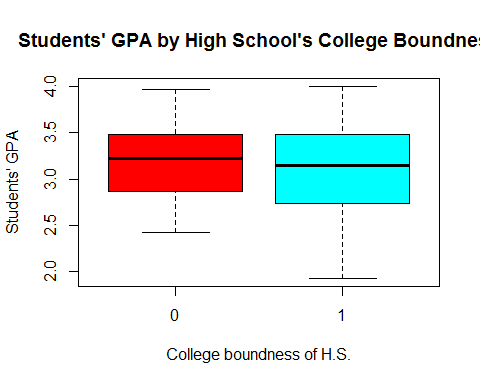 Students' GPA by High School's College Boundnes
Students' GPA
4.0
3.5
3.0
2.5
2.0
0 1
College boundness of H.S.